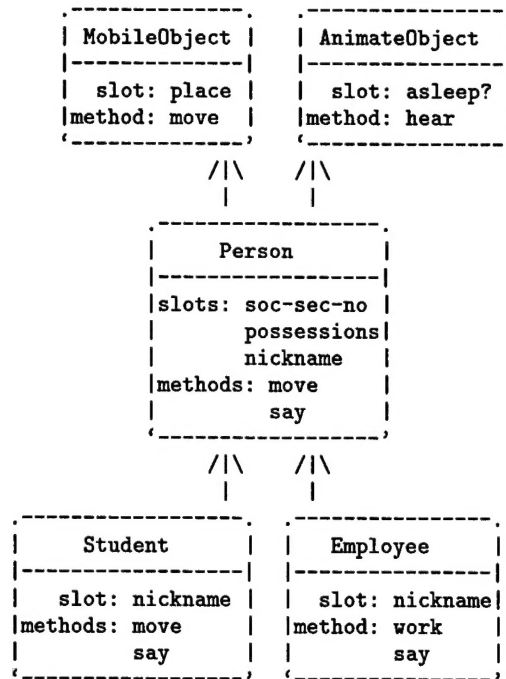 MobileObject
AnimateObject
slot: place
method: move
slot: asleep?
method: hear
Person
slots: soc-sec-no
possessions
nickname
methods: move
say
Student
slot: nickname
methods: move
say
Employee
slot: nickname
method: work
say